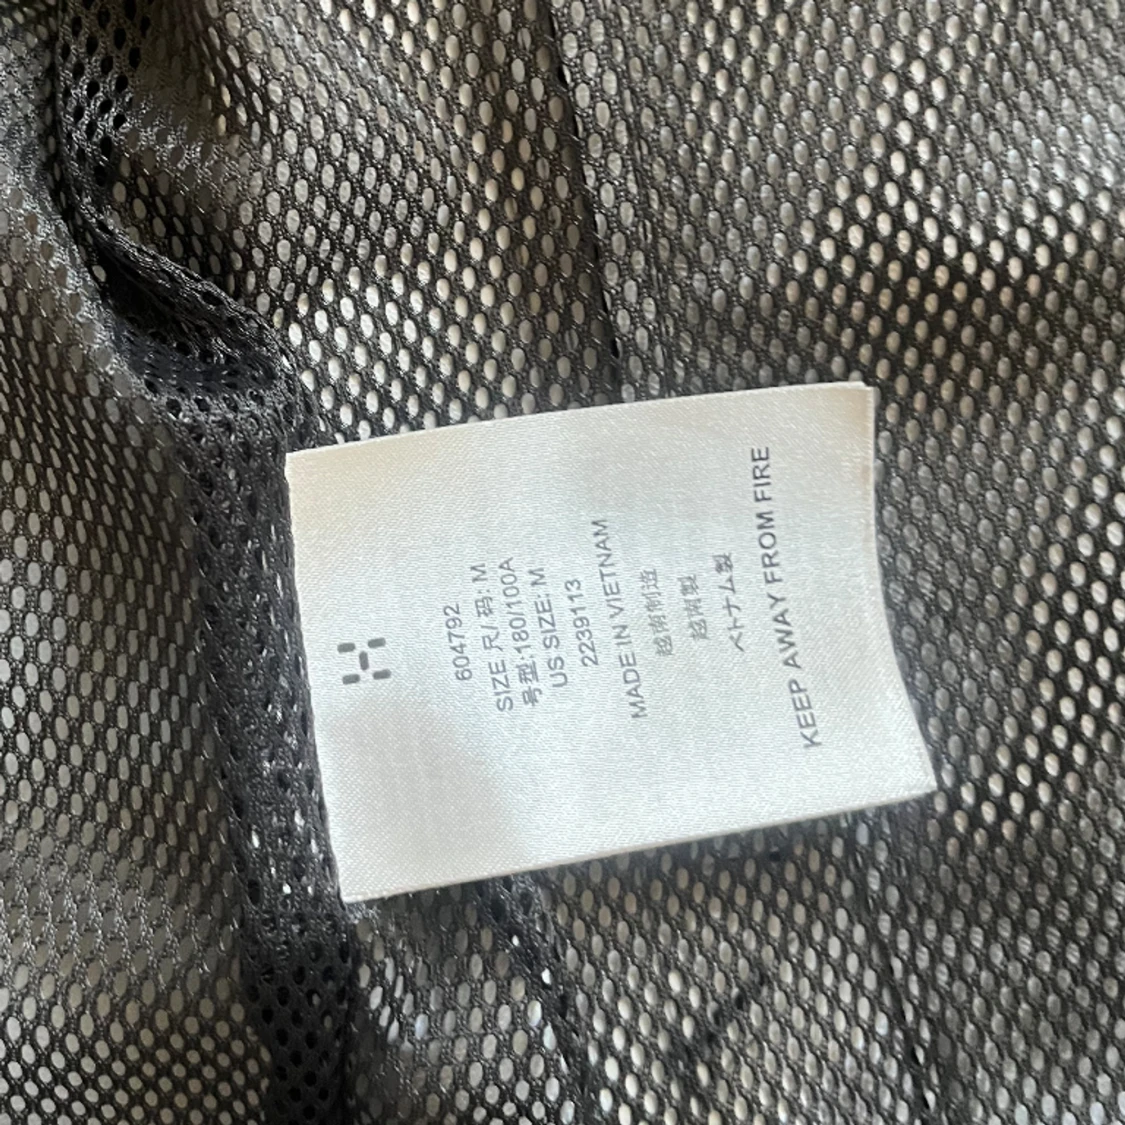 604792
SIZE 尺/ 码: M
号型:180/100A
US SIZE: M
2239113
MADE IN VIETNAM
越南制造
越南製
ベトナム製
KEEP AWAY FROM FIRE